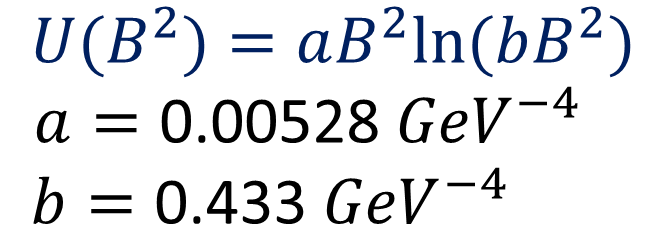 U(B²) = aB²ln(bB²)
a = 0.00528 GeV⁻⁴
b = 0.433 GeV⁻⁴